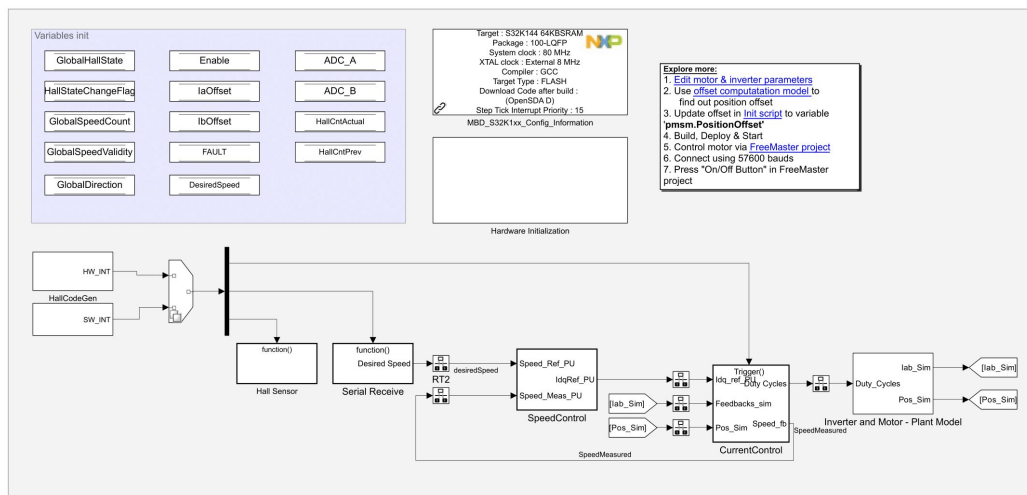 Variables init
GlobalHallState
Enable
ADC_A
HallStateChangeFlag
IaOffset
ADC_B
GlobalSpeedCount
IbOffset
HallCntActual
GlobalSpeedValidity
FAULT
HallCntPrev
GlobalDirection
DesiredSpeed
Target : S32K144 64KBSRAM
Package : 100-LQFP
System clock : 80 MHz
XTAL clock : External 8 MHz
Compiler : GCC
Target Type : FLASH
Download Code after build :
(OpenSDA D)
Step Tick Interrupt Priority : 15
NXP
MBD_S32K1xx_Config_Information
Hardware Initialization
Explore more:
1. Edit motor & inverter parameters
2. Use offset computatation model to
find out position offset
3. Update offset in Init script to variable
'pmsm.PositionOffset'
4. Build, Deploy & Start
5. Control motor via FreeMaster project
6. Connect using 57600 bauds
7. Press "On/Off Button" in FreeMaster
project
HW_INT
HallCodeGen
SW_INT
function()
Hall Sensor
function()
Desired Speed
Serial Receive
RT2
desiredSpeed
Speed_Ref_PU
IdqRef_PU
Speed_Meas_PU
SpeedControl
[Iab_Sim]
[Pos_Sim]
Trigger()
Idq_ref_PU
Duty Cycles
Feedbacks_sim
Pos_Sim
Speed_fb
CurrentControl
SpeedMeasured
SpeedMeasured
Duty_Cycles
Iab_Sim
Pos_Sim
Inverter and Motor - Plant Model
[Iab_Sim]
[Pos_Sim]